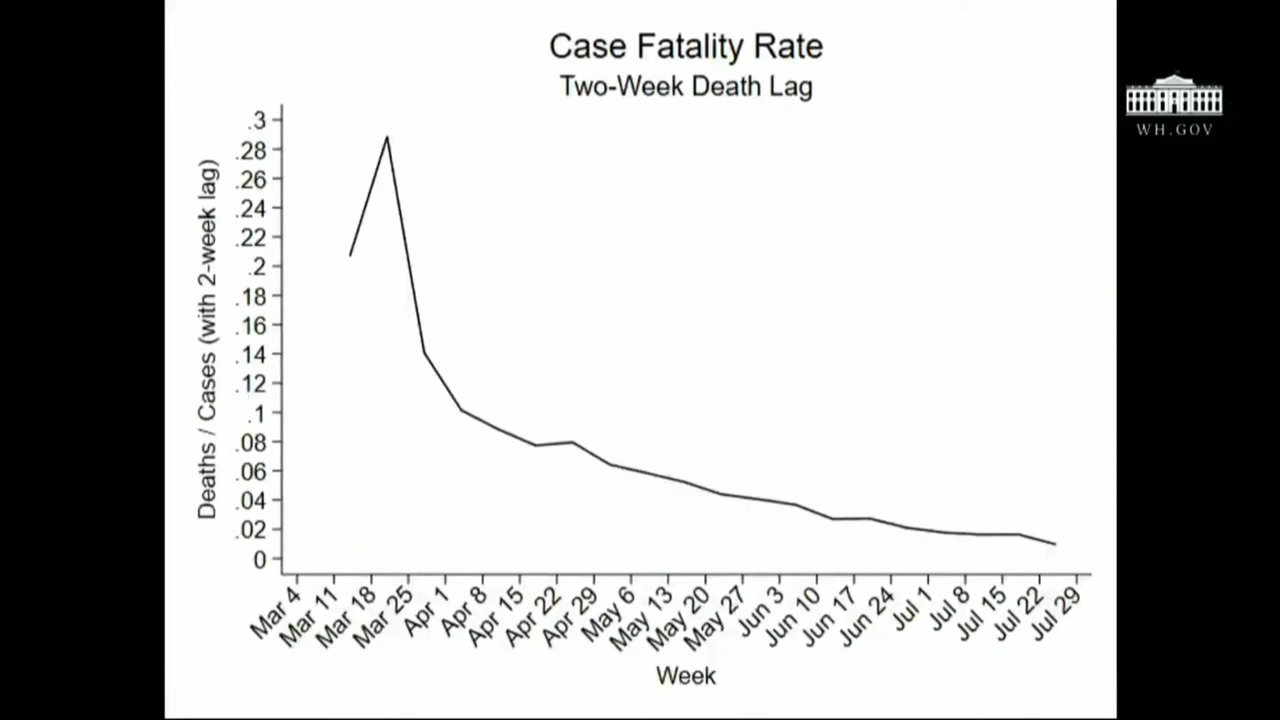 Case Fatality Rate
Two-Week Death Lag
WH.GOV
Deaths / Cases (with 2-week lag)
.3
.28
.26
.24
.22
.2
.18
.16
.14
.12
.1
.08
.06
.04
.02
0
Mar 4
Mar 11
Mar 18
Mar 25
Apr 1
Apr 8
Apr 15
Apr 22
Apr 29
May 6
May 13
May 20
May 27
Jun 3
Jun 10
Jun 17
Jun 24
Jul 1
Jul 8
Jul 15
Jul 22
Jul 29
Week